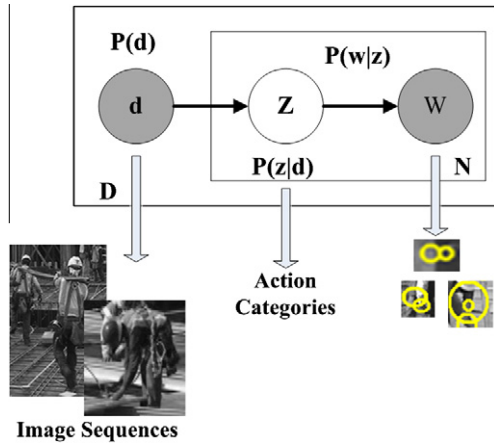 P(d)
P(w|z)
d
Z
W
P(z|d)
D
N
Action
Categories
Image Sequences